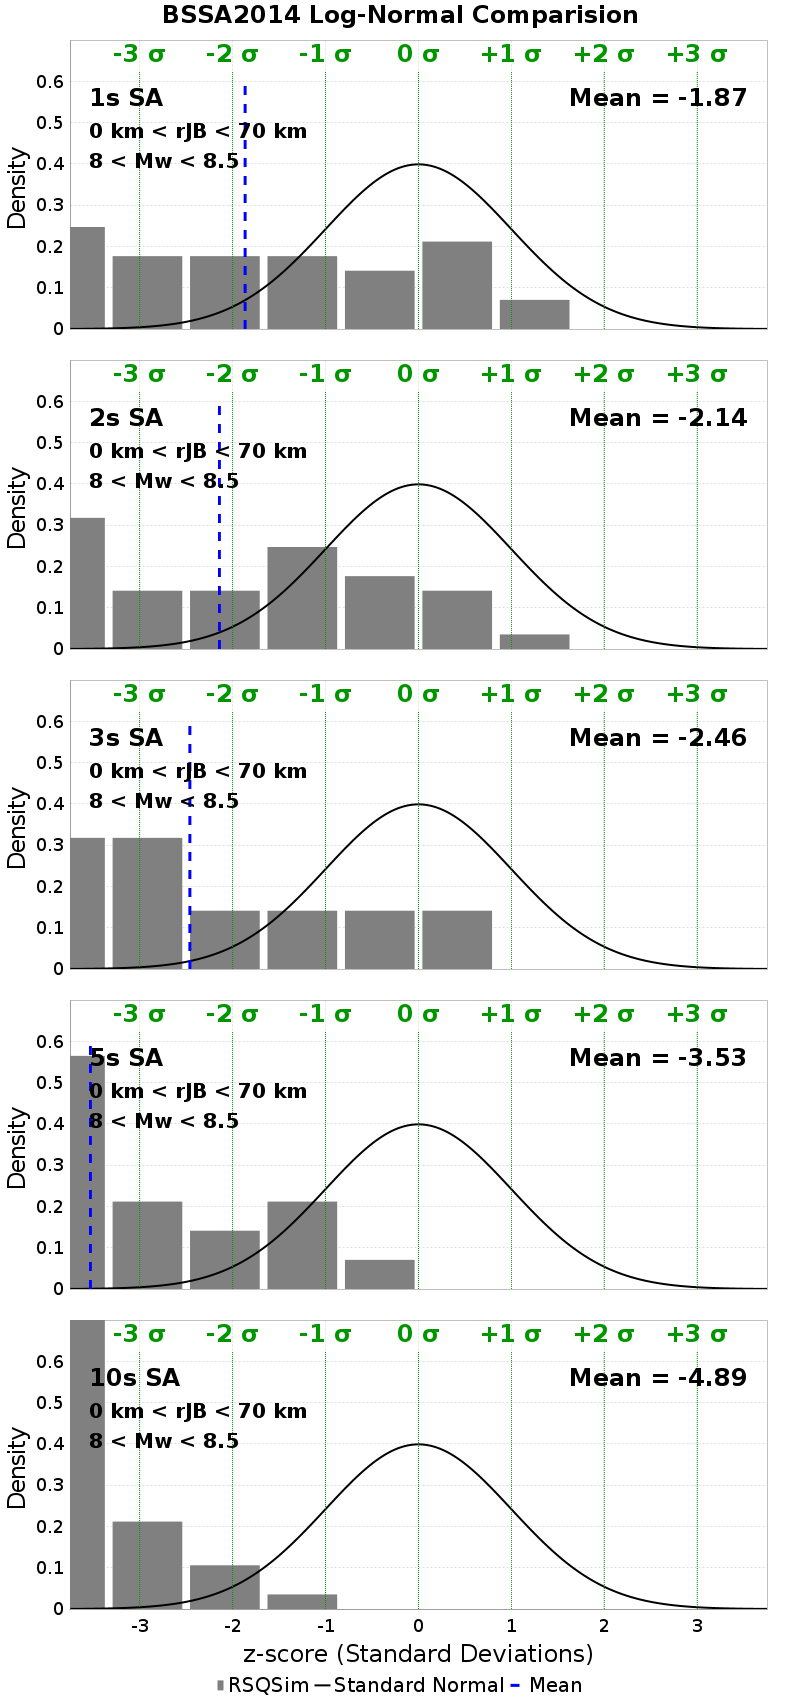 BSSA2014 Log-Normal Comparision
-3 σ -2 σ -1 σ 0 σ +1 σ +2 σ +3 σ
0.6
1s SA Mean = -1.87
0.5
0 km < rJB < 70 km
8 < Mw < 8.5
0.4
0.3
0.2
0.1
0
Density
-3 σ -2 σ -1 σ 0 σ +1 σ +2 σ +3 σ
0.6
2s SA Mean = -2.14
0.5
0 km < rJB < 70 km
8 < Mw < 8.5
0.4
0.3
0.2
0.1
0
Density
-3 σ -2 σ -1 σ 0 σ +1 σ +2 σ +3 σ
0.6
3s SA Mean = -2.46
0.5
0 km < rJB < 70 km
8 < Mw < 8.5
0.4
0.3
0.2
0.1
0
Density
-3 σ -2 σ -1 σ 0 σ +1 σ +2 σ +3 σ
0.6
5s SA Mean = -3.53
0.5
0 km < rJB < 70 km
8 < Mw < 8.5
0.4
0.3
0.2
0.1
0
Density
-3 σ -2 σ -1 σ 0 σ +1 σ +2 σ +3 σ
0.6
10s SA Mean = -4.89
0.5
0 km < rJB < 70 km
8 < Mw < 8.5
0.4
0.3
0.2
0.1
0
Density
-3 -2 -1 0 1 2 3
z-score (Standard Deviations)
RSQSim Standard Normal Mean